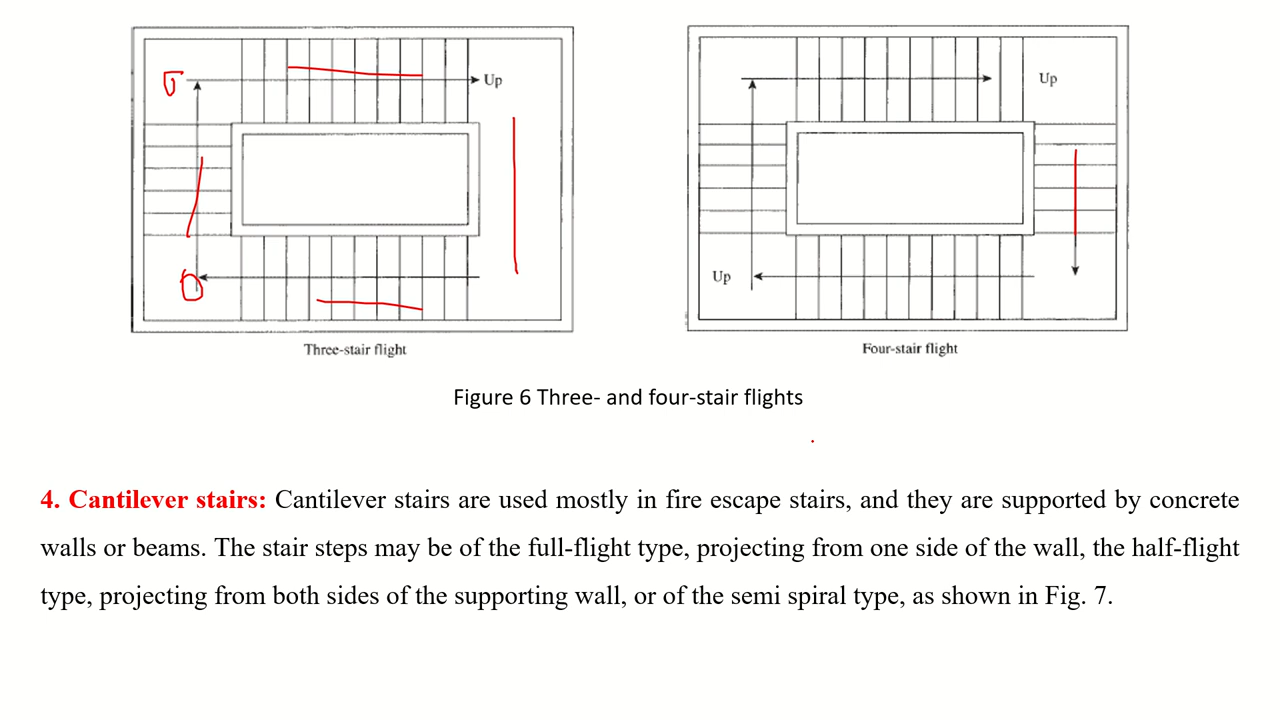 Up
Up
Up
Three-stair flight
Four-stair flight
Figure 6 Three- and four-stair flights
4. Cantilever stairs: Cantilever stairs are used mostly in fire escape stairs, and they are supported by concrete
walls or beams. The stair steps may be of the full-flight type, projecting from one side of the wall, the half-flight
type, projecting from both sides of the supporting wall, or of the semi spiral type, as shown in Fig. 7.